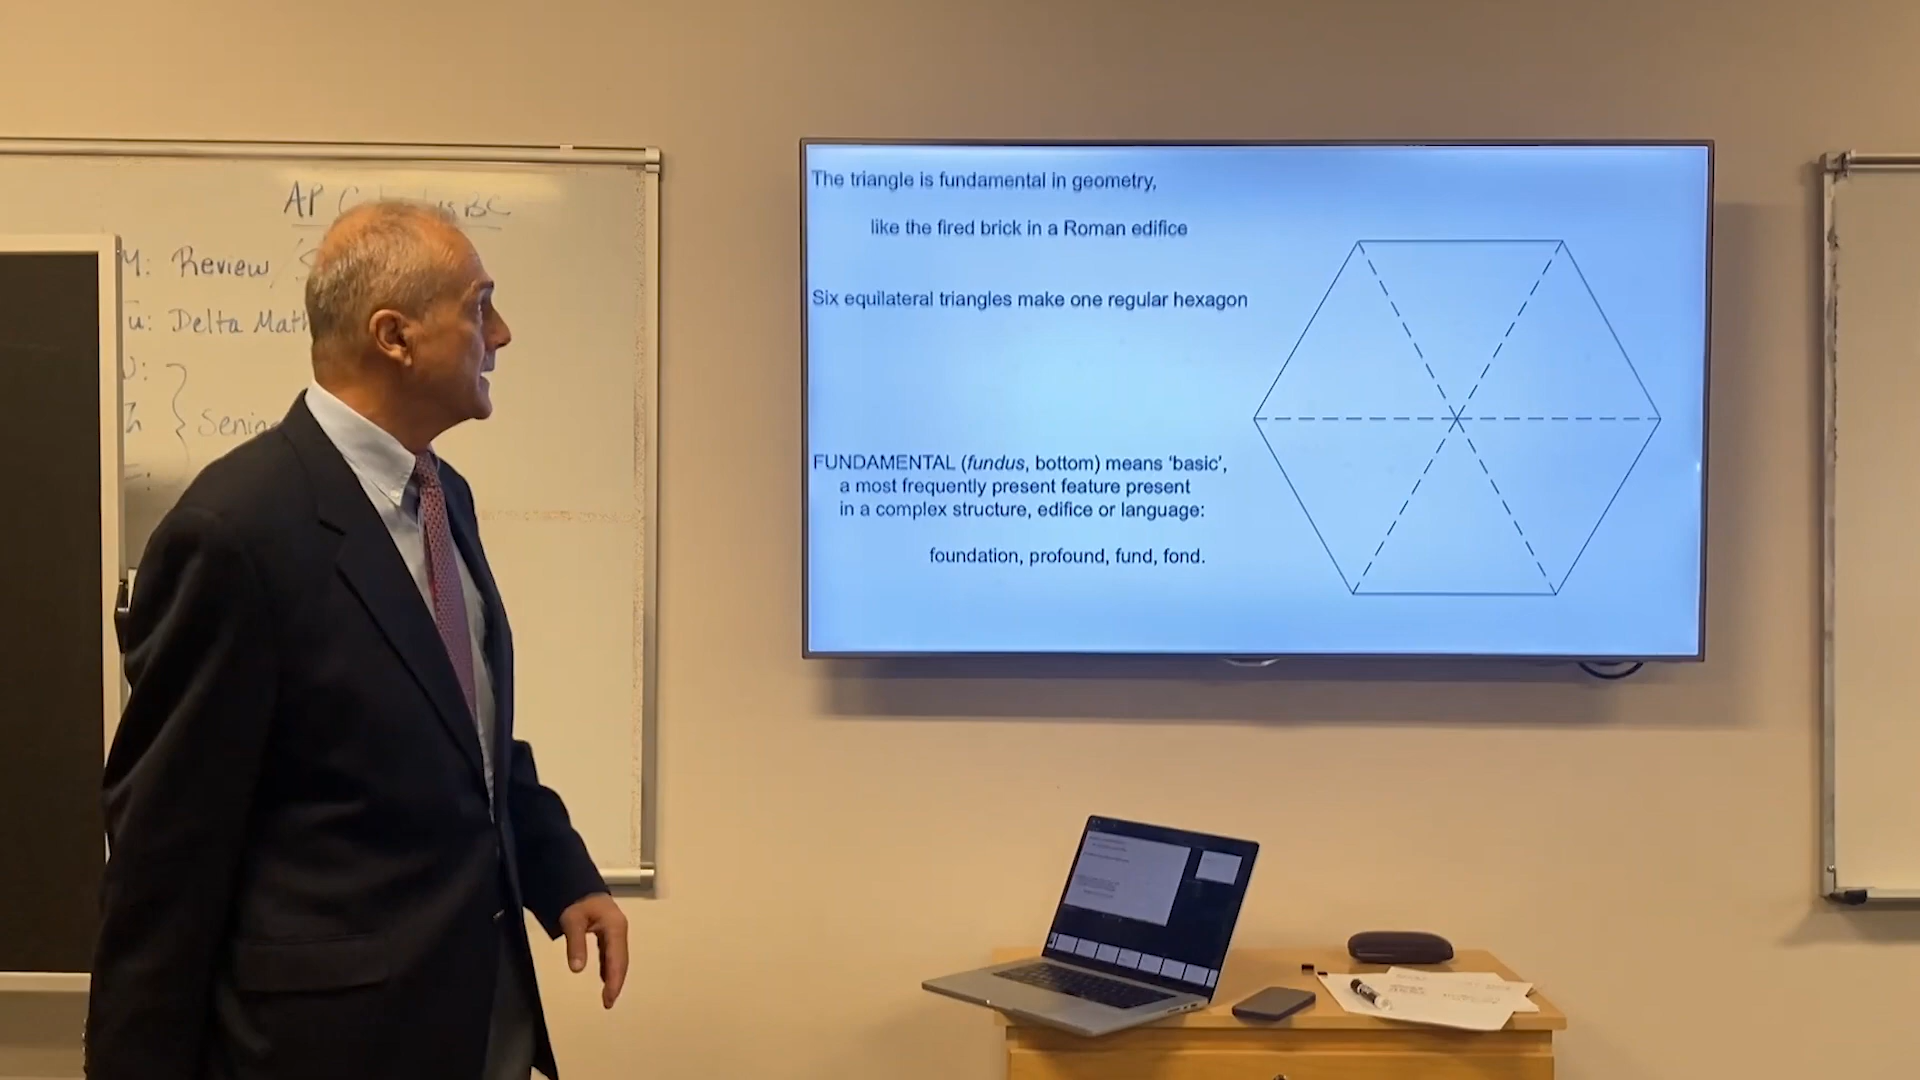 AP BC
M: Review
Tu: Delta Math
The triangle is fundamental in geometry,
like the fired brick in a Roman edifice
Six equilateral triangles make one regular hexagon
FUNDAMENTAL (fundus, bottom) means ‘basic’,
a most frequently present feature present
in a complex structure, edifice or language:
foundation, profound, fund, fond.